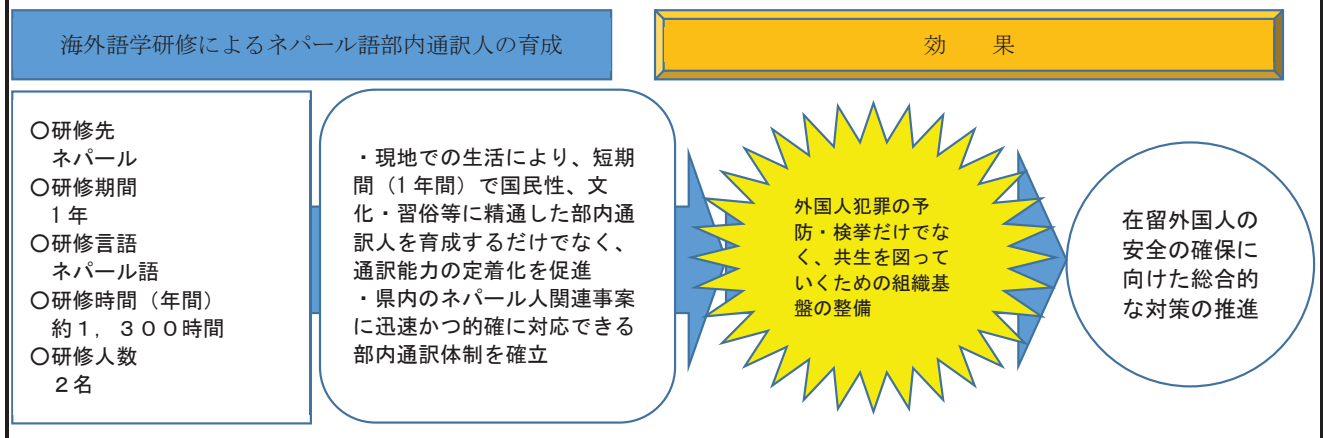 海外語学研修によるネパール語部内通訳人の育成
効　　果
〇研修先
ネパール
〇研修期間
1年
〇研修言語
ネパール語
〇研修時間（年間）
約１，３００時間
〇研修人数
２名
・現地での生活により、短期
間（1年間）で国民性、文
化・習俗等に精通した部内通
訳人を育成するだけでなく、
通訳能力の定着化を促進
・県内のネパール人関連事案
に迅速かつ的確に対応できる
部内通訳体制を確立
外国人犯罪の予
防・検挙だけでな
く、共生を図って
いくための組織基
盤の整備
在留外国人の
安全の確保に
向けた総合的
な対策の推進